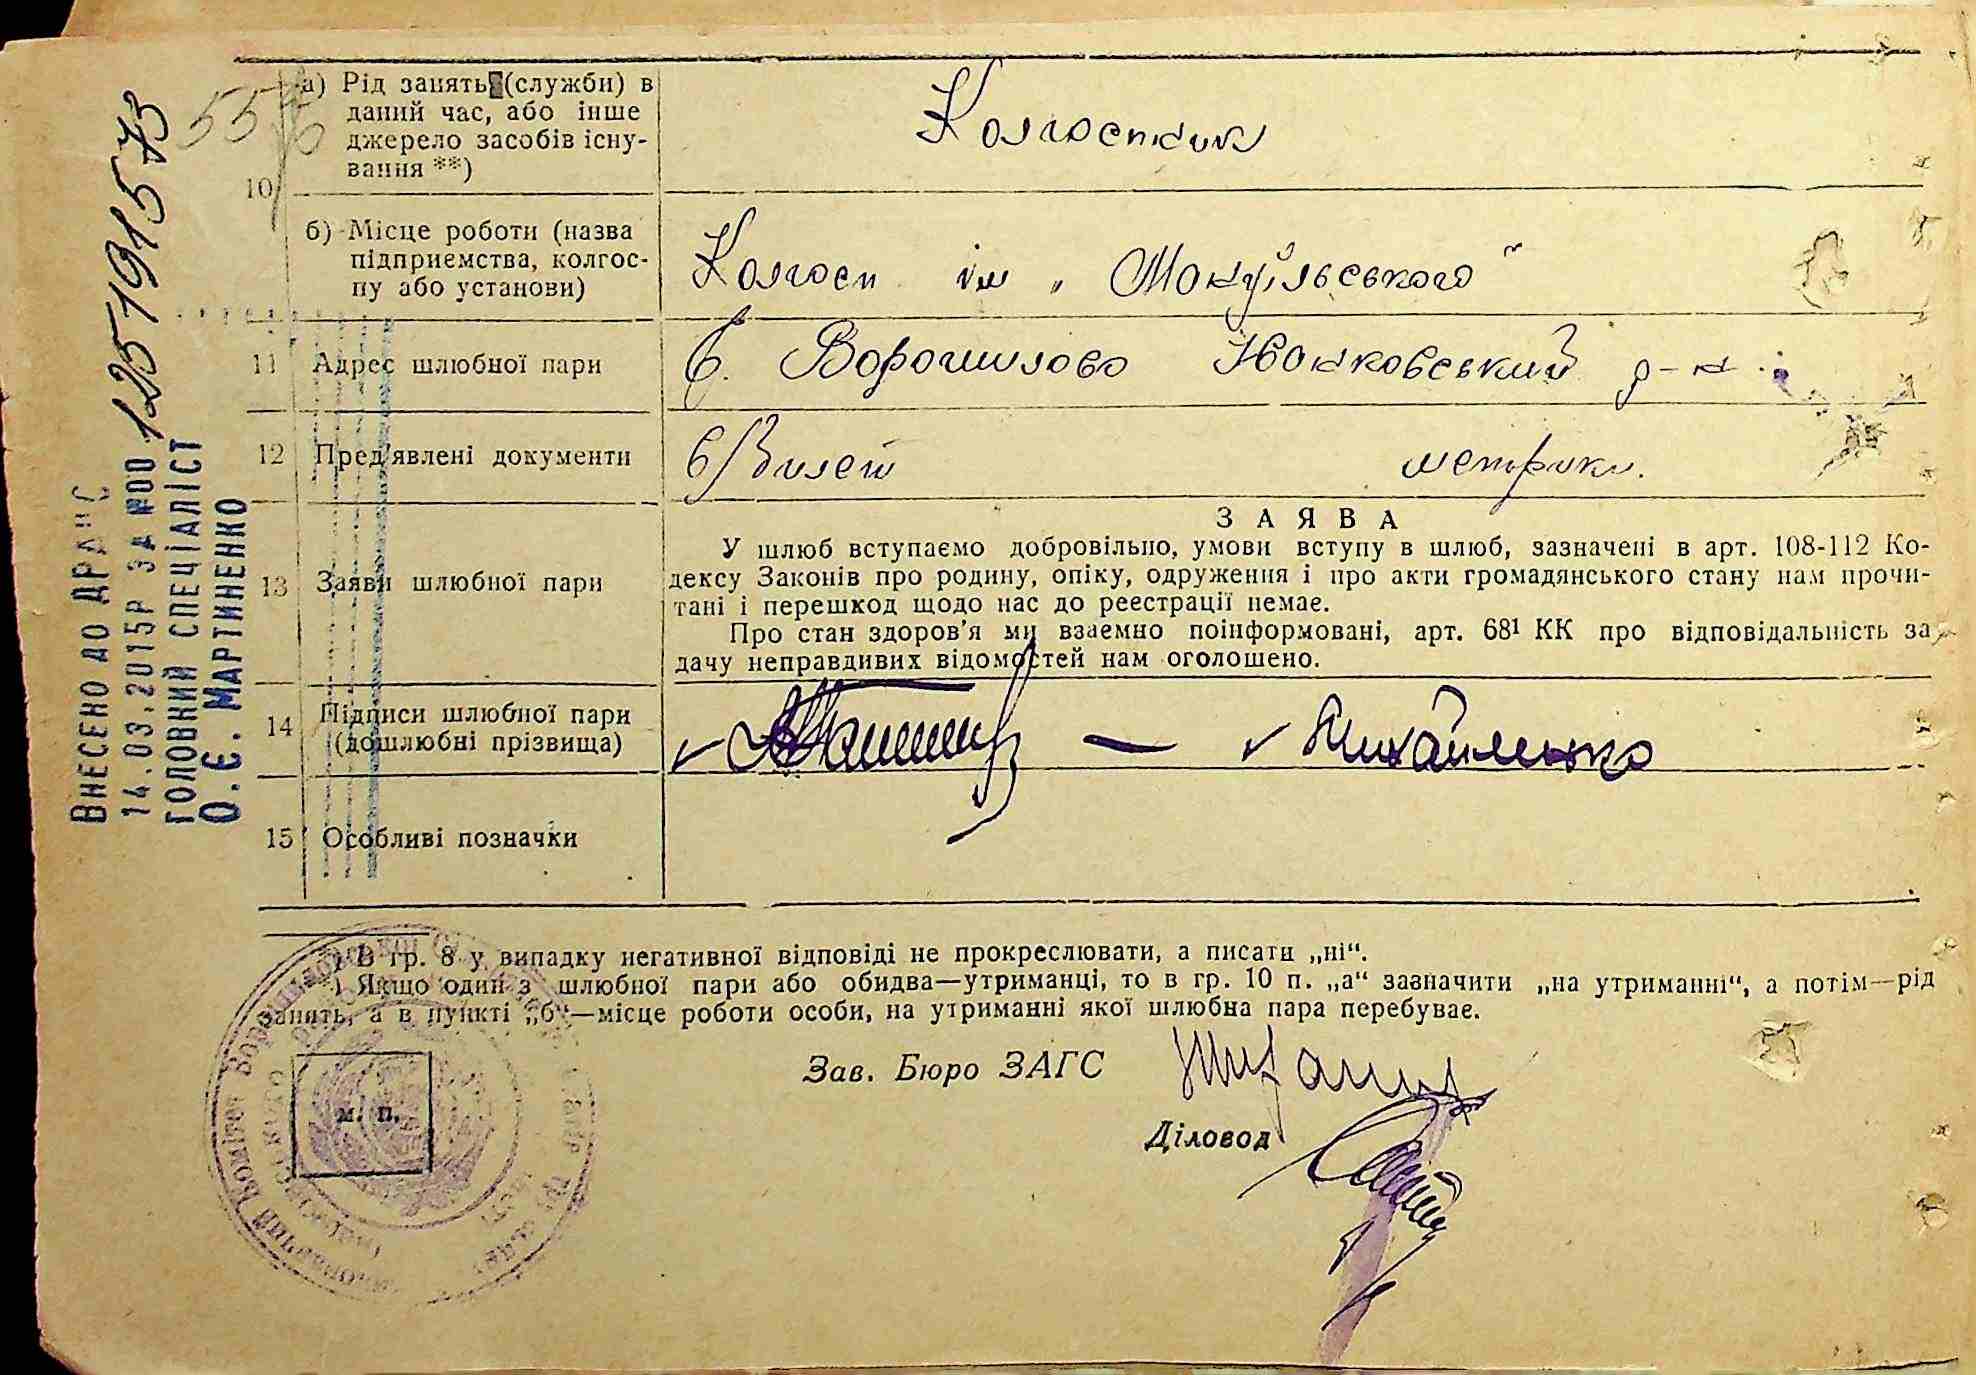 а) Рід занять (служби) в
даний час, або інше
джерело засобів існу-
вання **)
10
Колгоспники
б) Місце роботи (назва
підприємства, колгос-
пу або установи)
Колгосп ім „Мануїльського"
11 Адрес шлюбної пари
с. Ворошилово Іванковський р-н
12 Пред'явлені документи
в/Білет метрики.
13 Заяви шлюбної пари
ЗАЯВА
У шлюб вступаємо добровільно, умови вступу в шлюб, зазначені в арт. 108-112 Ко-
дексу Законів про родину, опіку, одруження і про акти громадянського стану нам прочи-
тані і перешкод щодо нас до реестрації немає.
Про стан здоров'я ми взаємно поінформовані, арт. 68¹ КК про відповідальність за
дачу неправдивих відомостей нам оголошено.
14 Підписи шлюбної пари
(дошлюбні прізвища)
Михайленко
15 Особливі позначки
*) В гр. 8 у випадку негативної відповіді не прокреслювати, а писати „ні“.
) Якщо один з шлюбної пари або обидва—утриманці, то в гр. 10 п. „а“ зазначити „на утриманні“, а потім—рід
занять, а в пункті „б“—місце роботи особи, на утриманні якої шлюбна пара перебуває.
Зав. Бюро ЗАГС
Діловод
м. п.
Внесено до ДРАЦС
14.03.2015р за №00 125191573
Головний спеціаліст
О.Є. Мартиненко